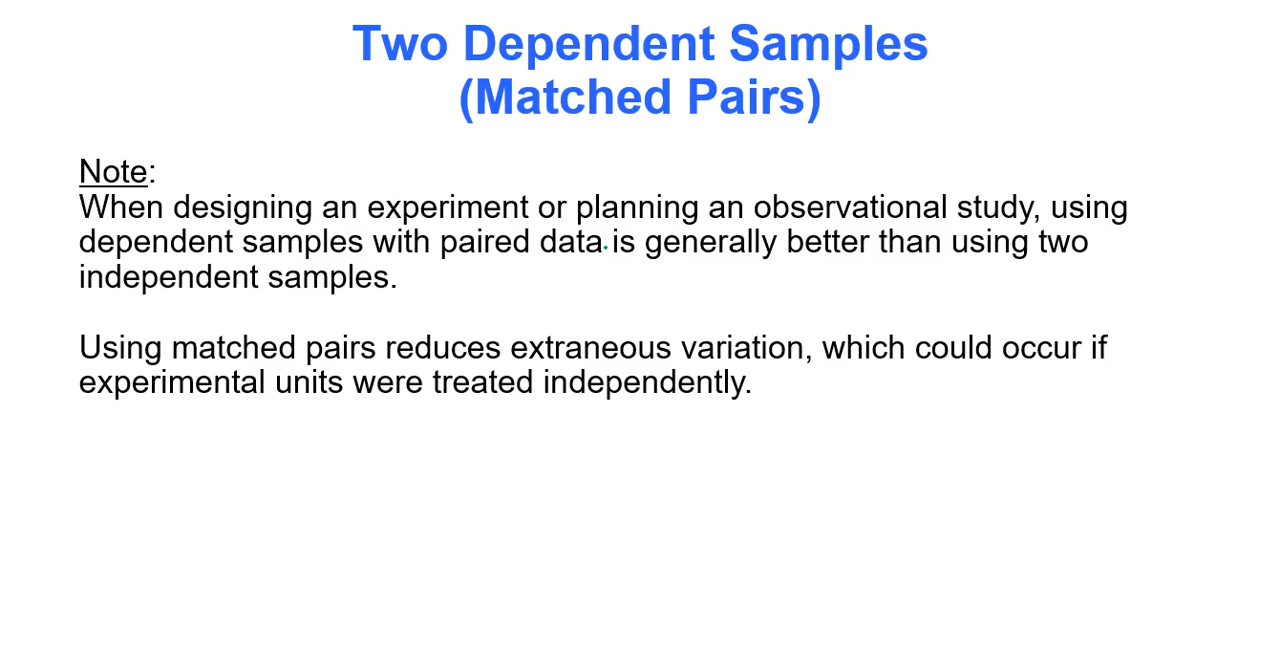 Two Dependent Samples
(Matched Pairs)
Note:
When designing an experiment or planning an observational study, using
dependent samples with paired data is generally better than using two
independent samples.
Using matched pairs reduces extraneous variation, which could occur if
experimental units were treated independently.